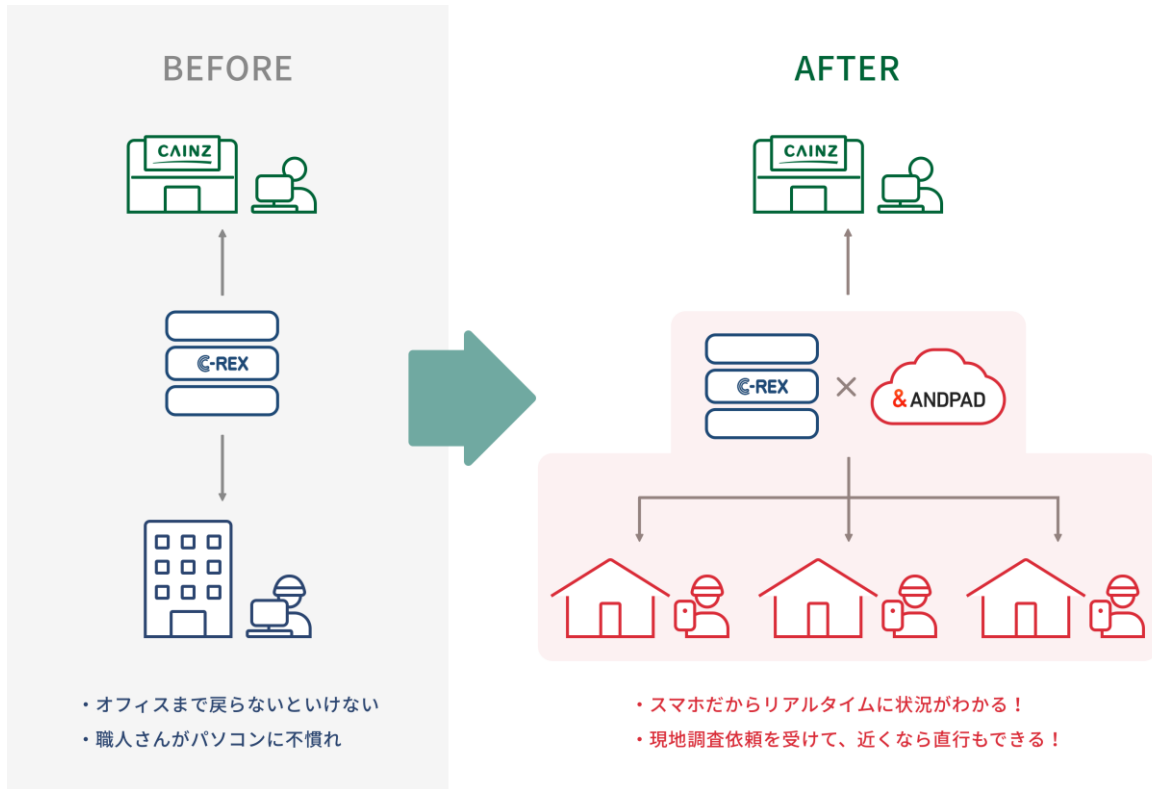 BEFORE
CAINZ
C-REX
・オフィスまで戻らないといけない
・職人さんがパソコンに不慣れ
AFTER
CAINZ
C-REX × & ANDPAD
・スマホだからリアルタイムに状況がわかる！
・現地調査依頼を受けて、近くなら直行もできる！